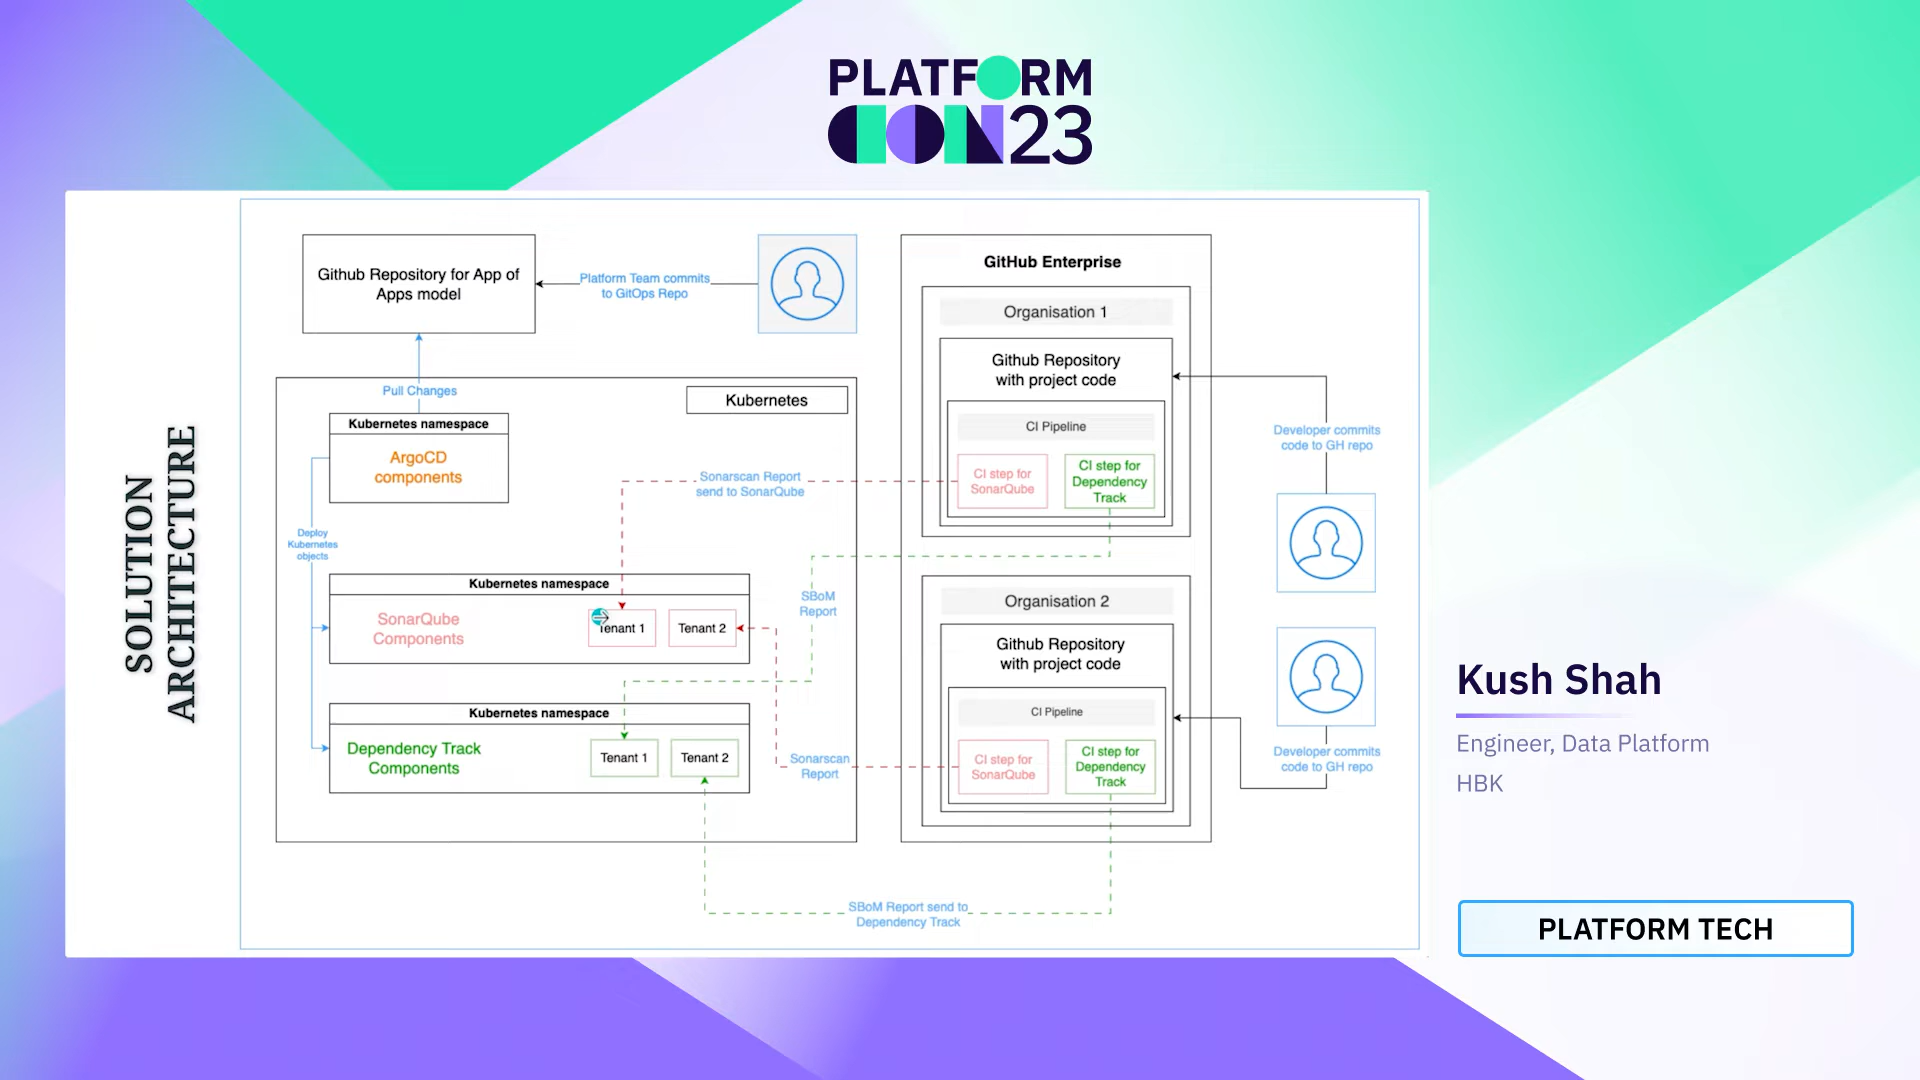 PLATFORM
CON23
SOLUTION
ARCHITECTURE
Github Repository for App of
Apps model
Platform Team commits
to GitOps Repo
Pull Changes
Kubernetes
Kubernetes namespace
ArgoCD
components
Deploy
Kubernetes
objects
Sonarscan Report
send to SonarQube
Kubernetes namespace
SonarQube
Components
Tenant 1
Tenant 2
SBoM
Report
Kubernetes namespace
Dependency Track
Components
Tenant 1
Tenant 2
Sonarscan
Report
SBoM Report send to
Dependency Track
GitHub Enterprise
Organisation 1
Github Repository
with project code
CI Pipeline
CI step for
SonarQube
CI step for
Dependency
Track
Organisation 2
Github Repository
with project code
CI Pipeline
CI step for
SonarQube
CI step for
Dependency
Track
Developer commits
code to GH repo
Developer commits
code to GH repo
Kush Shah
Engineer, Data Platform
HBK
PLATFORM TECH